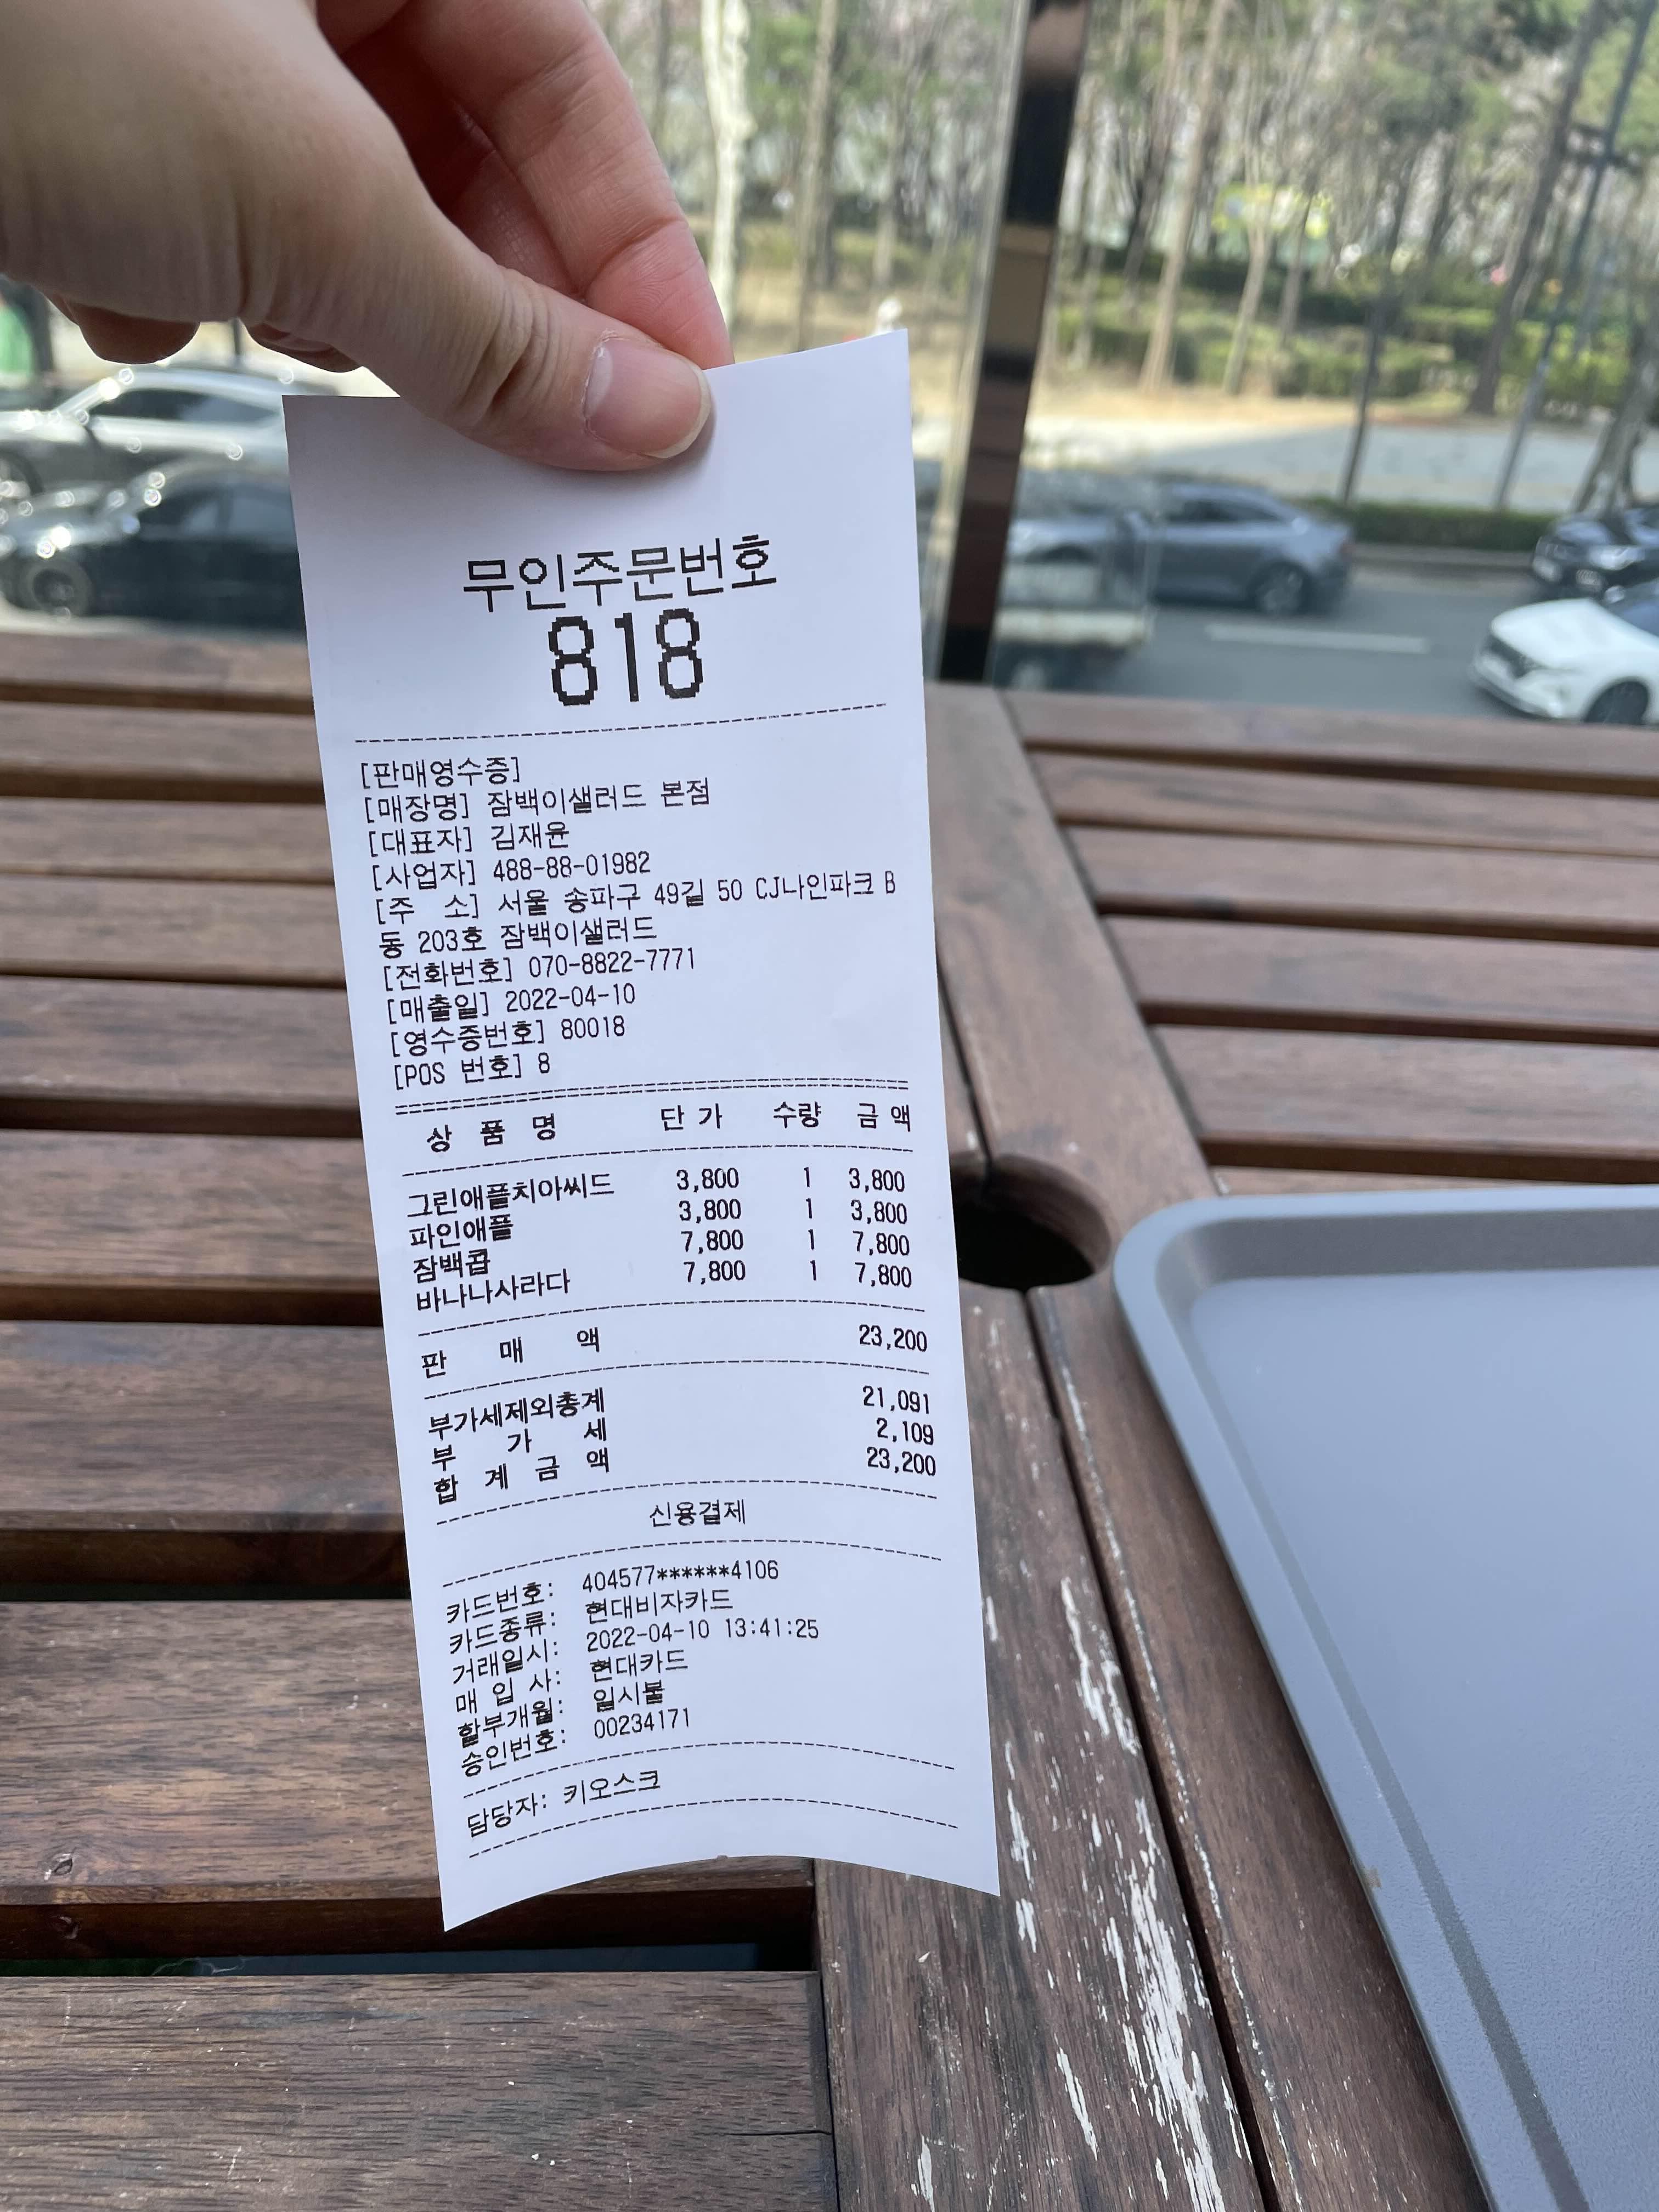 무인주문번호
818
[판매영수증]
[매장명] 잠백이샐러드 본점
[대표자] 김재윤
[사업자] 488-88-01982
[주 소] 서울 송파구 49길 50 CJ나인파크 B
동 203호 잠백이샐러드
[전화번호] 070-8822-7771
[매출일] 2022-04-10
[영수증번호] 80018
[POS 번호] 8
상 품 명 단 가 수량 금 액
그린애플치아씨드 3,800 1 3,800
파인애플 3,800 1 3,800
잠백콥 7,800 1 7,800
바나나사라다 7,800 1 7,800
판 매 액 23,200
부가세제외총계 21,091
부 가 세 2,109
합 계 금 액 23,200
신용결제
카드번호: 404577******4106
카드종류: 현대비자카드
거래일시: 2022-04-10 13:41:25
매 입 사: 현대카드
할부개월: 일시불
승인번호: 00234171
담당자: 키오스크